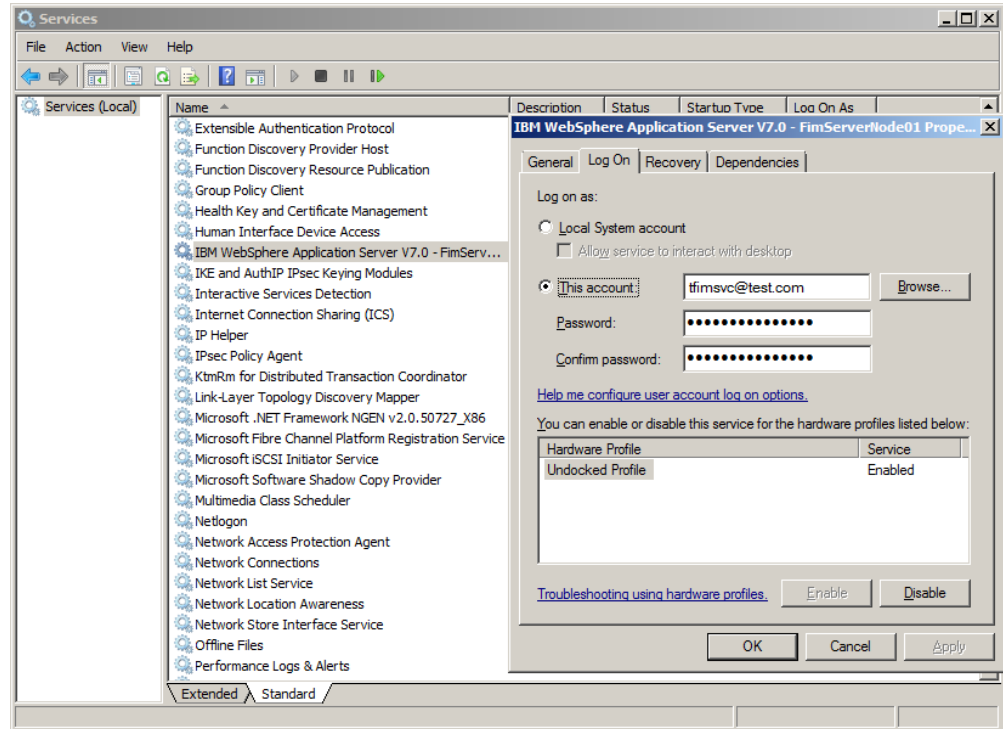 Services
File Action View Help
Services (Local)
Name Description Status Startup Type Log On As
Extensible Authentication Protocol
Function Discovery Provider Host
Function Discovery Resource Publication
Group Policy Client
Health Key and Certificate Management
Human Interface Device Access
IBM WebSphere Application Server V7.0 - FimServ...
IKE and AuthIP IPsec Keying Modules
Interactive Services Detection
Internet Connection Sharing (ICS)
IP Helper
IPsec Policy Agent
KtmRm for Distributed Transaction Coordinator
Link-Layer Topology Discovery Mapper
Microsoft .NET Framework NGEN v2.0.50727_X86
Microsoft Fibre Channel Platform Registration Service
Microsoft iSCSI Initiator Service
Microsoft Software Shadow Copy Provider
Multimedia Class Scheduler
Netlogon
Network Access Protection Agent
Network Connections
Network List Service
Network Location Awareness
Network Store Interface Service
Offline Files
Performance Logs & Alerts
Extended Standard
IBM WebSphere Application Server V7.0 - FimServerNode01 Prope...
General Log On Recovery Dependencies
Log on as:
Local System account
Allow service to interact with desktop
This account: tfimsvc@test.com Browse...
Password: •••••••••••••••
Confirm password: •••••••••••••••
Help me configure user account log on options.
You can enable or disable this service for the hardware profiles listed below:
Hardware Profile Service
Undocked Profile Enabled
Troubleshooting using hardware profiles. Enable Disable
OK Cancel Apply